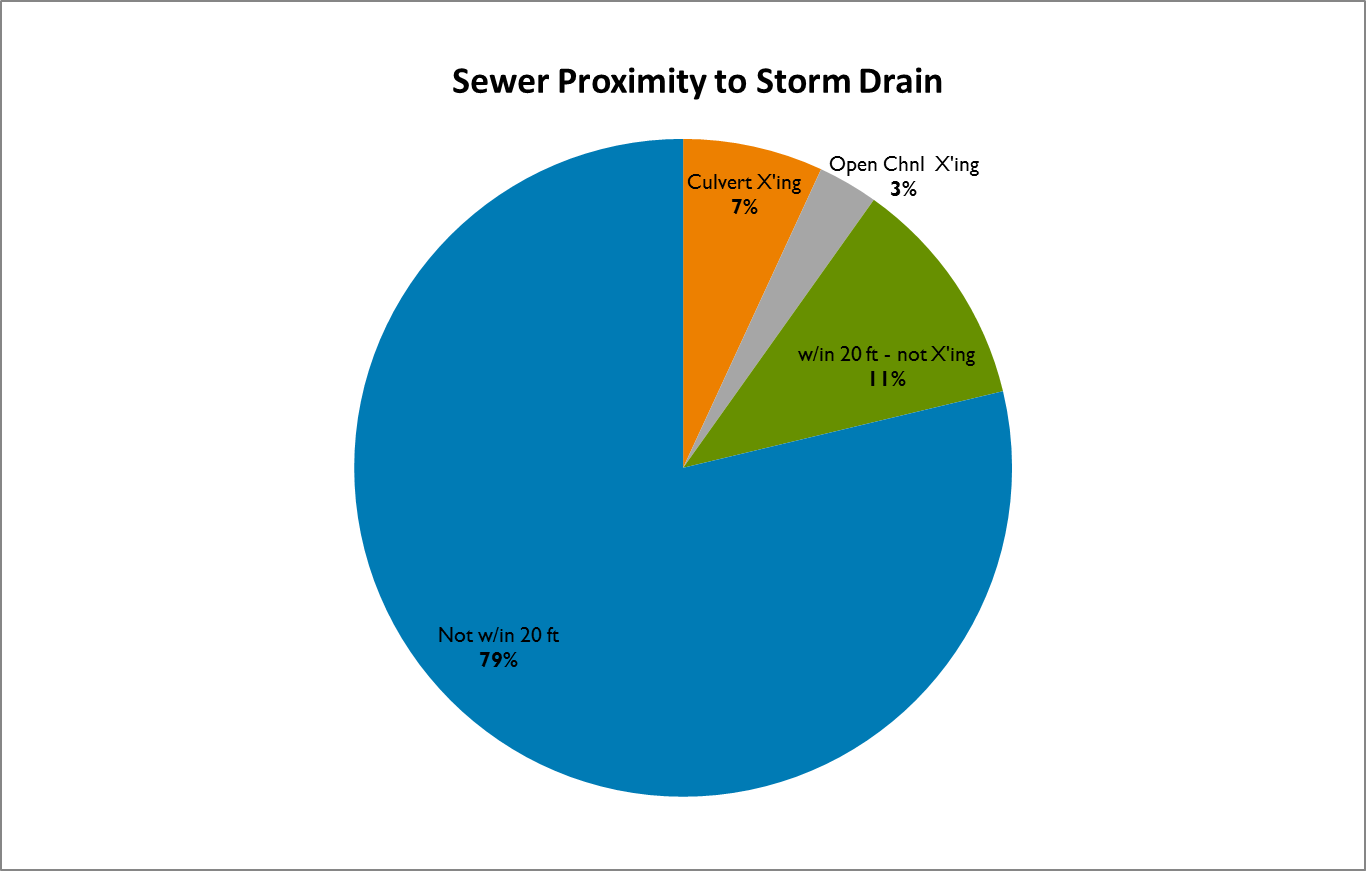 Sewer Proximity to Storm Drain
Open Chnl  X'ing
3%
Culvert X'ing
7%
w/in 20 ft - not X'ing
11%
Not w/in 20 ft
79%